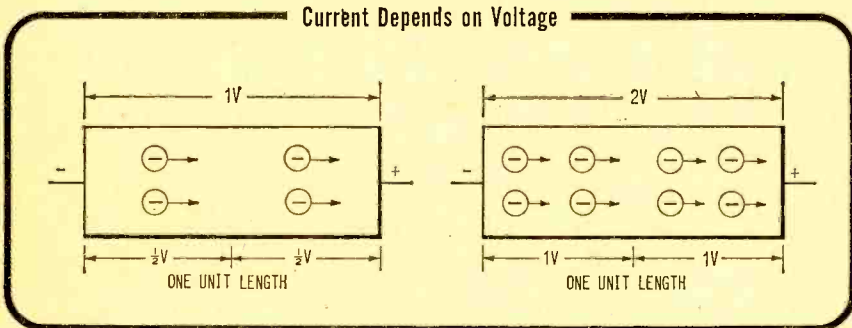 Current Depends on Voltage
1V 2V
- + - +
½V ½V 1V 1V
ONE UNIT LENGTH ONE UNIT LENGTH